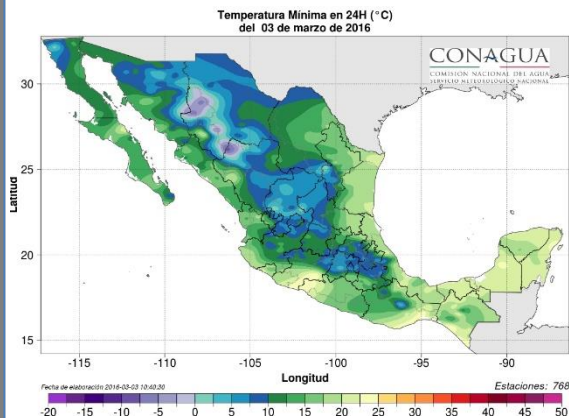 Temperatura Mínima en 24H (°C)
del 03 de marzo de 2016
CONAGUA
COMISIÓN NACIONAL DEL AGUA
SERVICIO METEOROLÓGICO NACIONAL
Latitud
30
25
20
15
-115 -110 -105 -100 -95 -90
Longitud
Fecha de elaboración 2016-03-03 10:40:30
Estaciones: 768
-20 -15 -10 -5 0 5 10 15 20 25 30 35 40 45 50